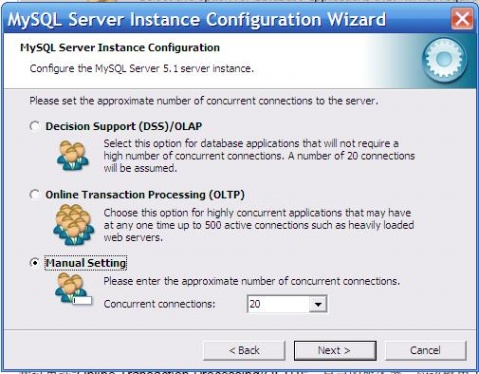 MySQL Server Instance Configuration Wizard
MySQL Server Instance Configuration
Configure the MySQL Server 5.1 server instance.
Please set the approximate number of concurrent connections to the server.
Decision Support (DSS)/OLAP
Select this option for database applications that will not require a
high number of concurrent connections. A number of 20 connections
will be assumed.
Online Transaction Processing (OLTP)
Choose this option for highly concurrent applications that may have
at any one time up to 500 active connections such as heavily loaded
web servers.
Manual Setting
Please enter the approximate number of concurrent connections.
Concurrent connections: 20
< Back Next > Cancel
Online Transaction Processing(OLTP)